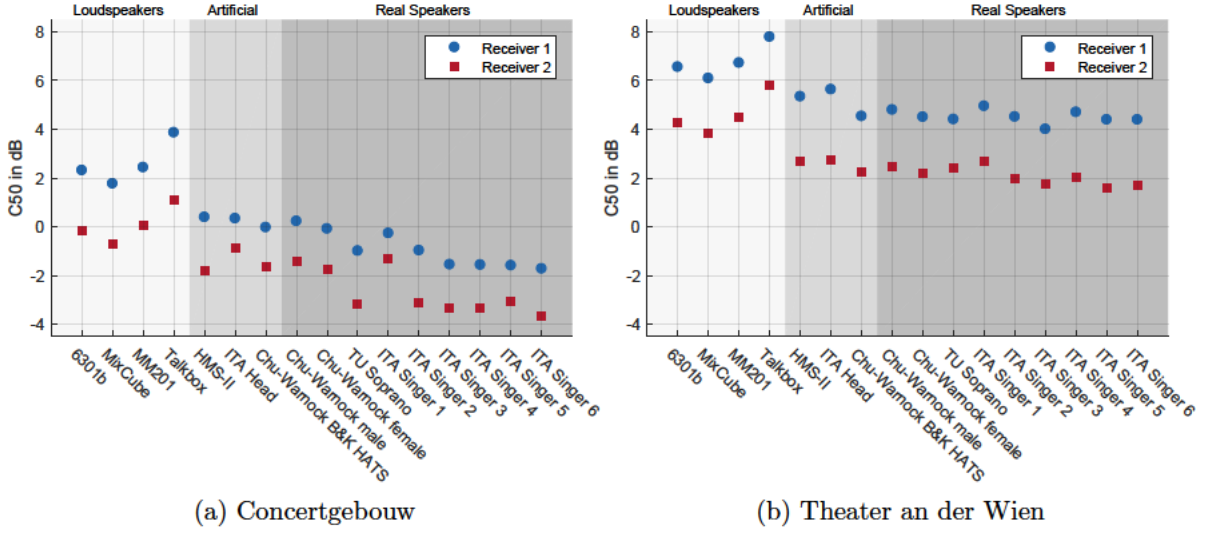 Loudspeakers Artificial Real Speakers
8
6
4
2
0
-2
-4
C50 in dB
Receiver 1
Receiver 2
6301b
MixCube
MM201
Talkbox
HMS-II
ITA Head
Chu-Warnock B&K HATS
Chu-Warnock male
Chu-Warnock female
TU Soprano
ITA Singer 1
ITA Singer 2
ITA Singer 3
ITA Singer 4
ITA Singer 5
ITA Singer 6
(a) Concertgebouw
Loudspeakers Artificial Real Speakers
8
6
4
2
0
-2
-4
C50 in dB
Receiver 1
Receiver 2
6301b
MixCube
MM201
Talkbox
HMS-II
ITA Head
Chu-Warnock B&K HATS
Chu-Warnock male
Chu-Warnock female
TU Soprano
ITA Singer 1
ITA Singer 2
ITA Singer 3
ITA Singer 4
ITA Singer 5
ITA Singer 6
(b) Theater an der Wien